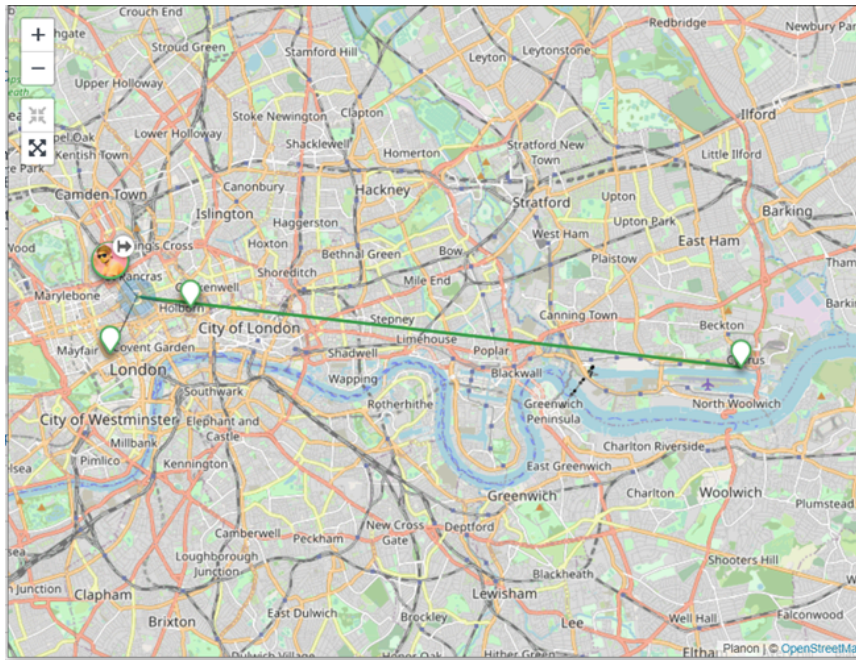 Crouch End
Redbridge
Newbury Park
Stroud Green
Stamford Hill
Leyton
Leytonstone
+
−
Upper Holloway
Clapton
Ilford
Stoke Newington
Lower Holloway
Shacklewell
Homerton
Stratford New
Town
Little Ilford
Kentish Town
Camden Town
Canonbury
Hackney
Upton
Stratford
Barking
Islington
Haggerston
Upton Park
West Ham
East Ham
Hoxton
Bethnal Green
Bow
Plaistow
Shoreditch
Mile End
Marylebone
Holborn
Stepney
Canning Town
Beckton
City of London
Limehouse
Mayfair
Covent Garden
Shadwell
Poplar
London
Blackwall
Wapping
Southwark
Rotherhithe
Greenwich
Peninsula
North Woolwich
City of Westminster
Elephant and
Castle
Millbank
Charlton Riverside
Pimlico
Kennington
East Greenwich
Greenwich
Charlton
Woolwich
Plumstead
New Cross
Gate
Deptford
Camberwell
Peckham
Loughborough
Junction
Shooters Hill
Blackheath
Clapham
Lewisham
East Dulwich
Brockley
Brixton
Lee
Well Hall
Falconwood
Dulwich Village
Planon | © OpenStreetMa